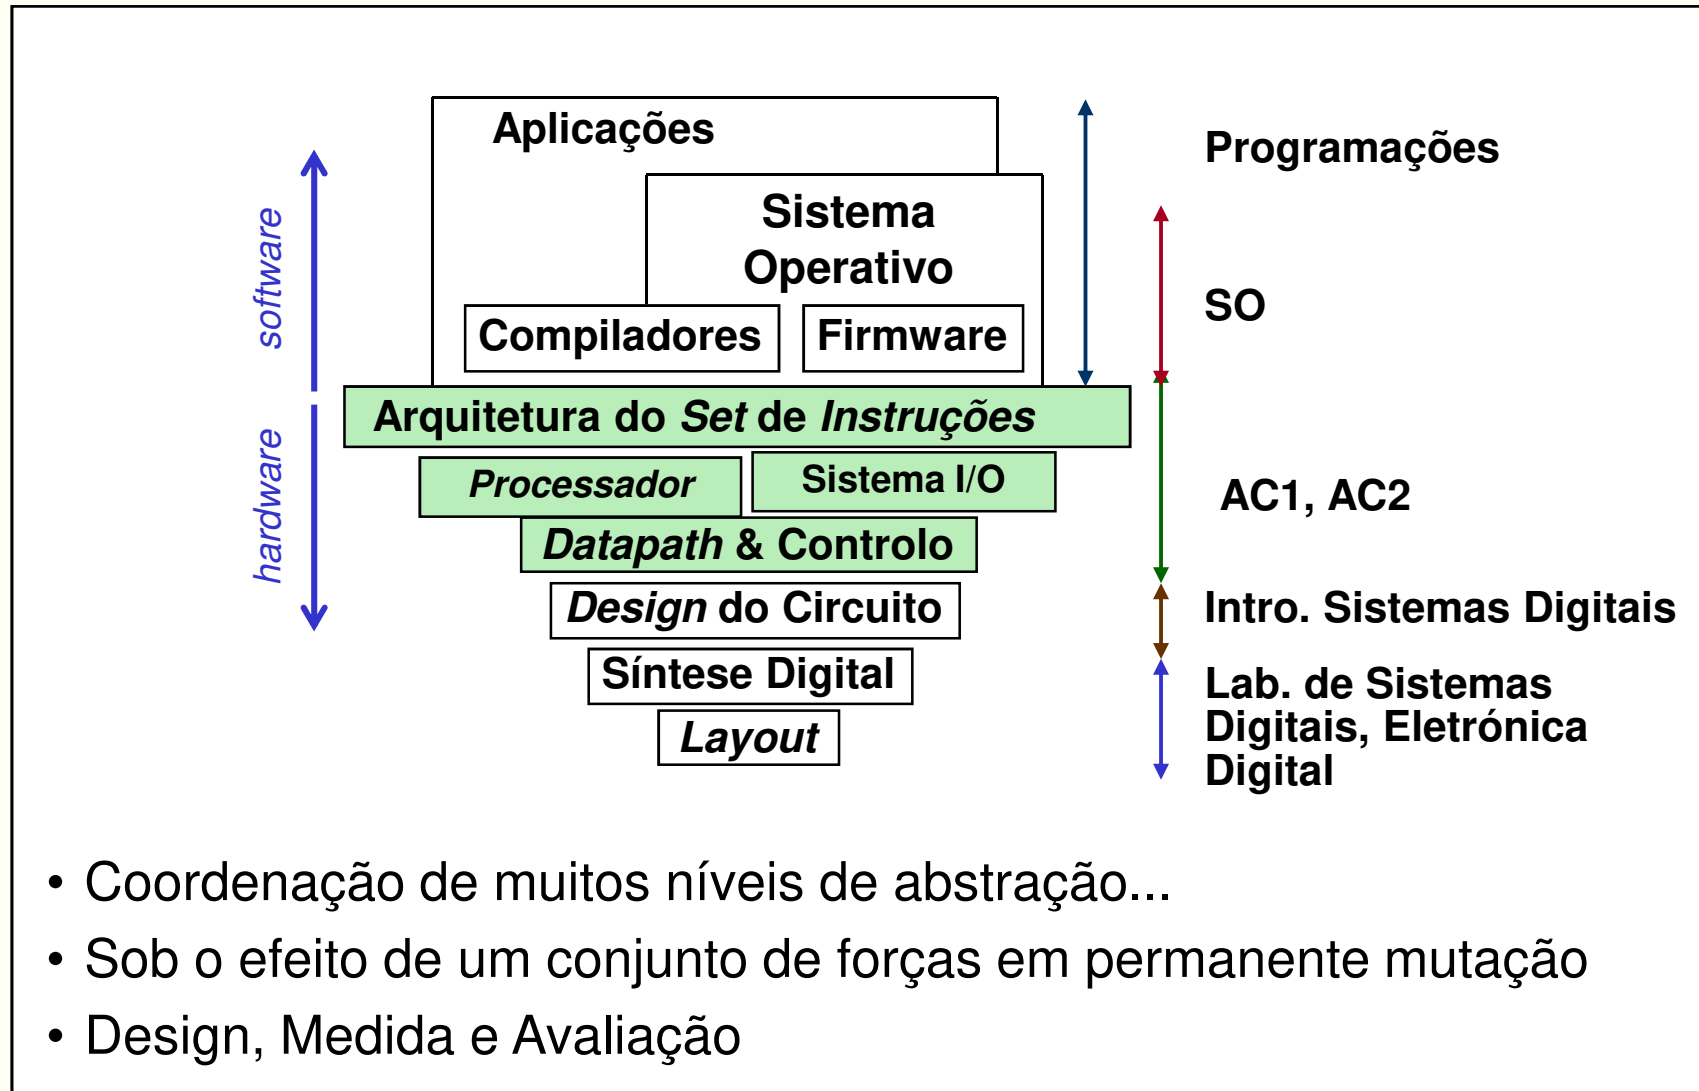 Aplicações
Programações
software
Sistema
Operativo
SO
Compiladores
Firmware
Arquitetura do Set de Instruções
hardware
Processador
Sistema I/O
AC1, AC2
Datapath & Controlo
Design do Circuito
Intro. Sistemas Digitais
Síntese Digital
Lab. de Sistemas
Digitais, Eletrónica
Digital
Layout
• Coordenação de muitos níveis de abstração...
• Sob o efeito de um conjunto de forças em permanente mutação
• Design, Medida e Avaliação